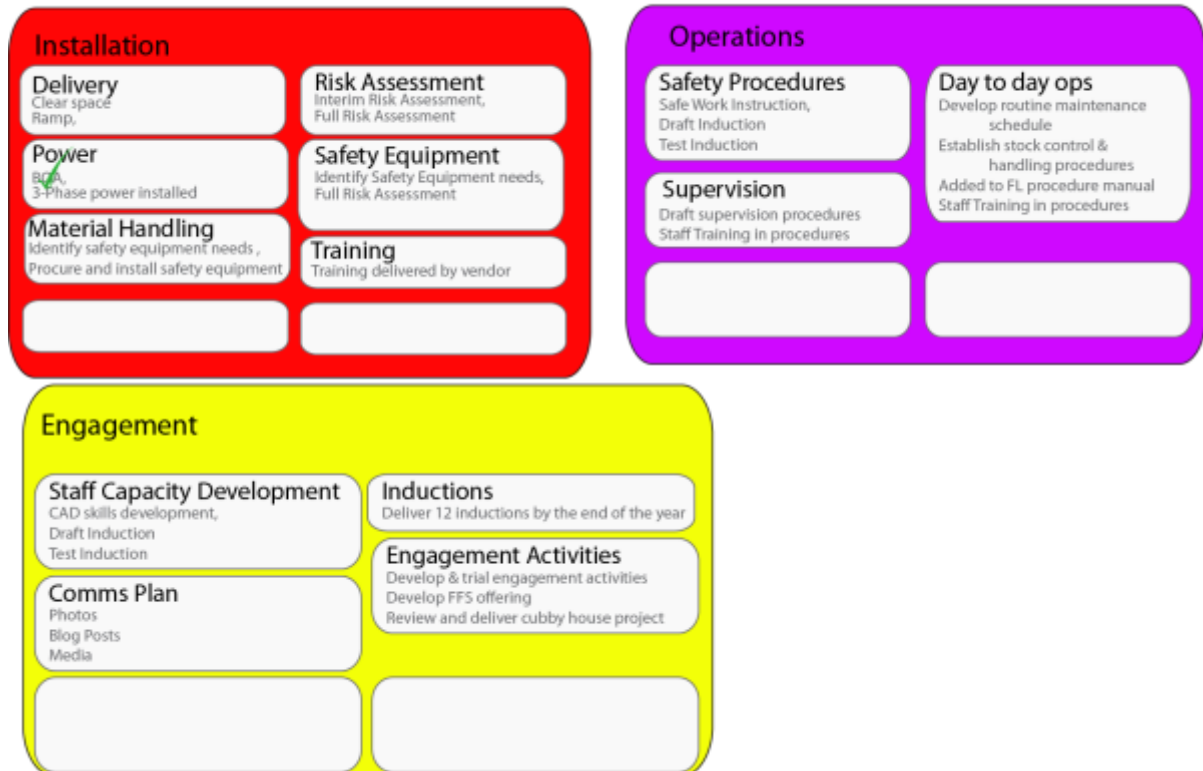 Installation
Delivery
Clear space
Ramp,
Power
3-Phase power installed
Material Handling
Identify safety equipment needs ,
Procure and install safety equipment
Risk Assessment
Interim Risk Assessment,
Full Risk Assessment
Safety Equipment
Identify Safety Equipment needs,
Full Risk Assessment
Training
Training delivered by vendor
Operations
Safety Procedures
Safe Work Instruction,
Draft Induction
Test Induction
Supervision
Draft supervision procedures
Staff Training in procedures
Day to day ops
Develop routine maintenance
schedule
Establish stock control &
handling procedures
Added to FL procedure manual
Staff Training in procedures
Engagement
Staff Capacity Development
CAD skills development,
Draft Induction
Test Induction
Comms Plan
Photos
Blog Posts
Media
Inductions
Deliver 12 inductions by the end of the year
Engagement Activities
Develop & trial engagement activities
Develop FFS offering
Review and deliver cubby house project